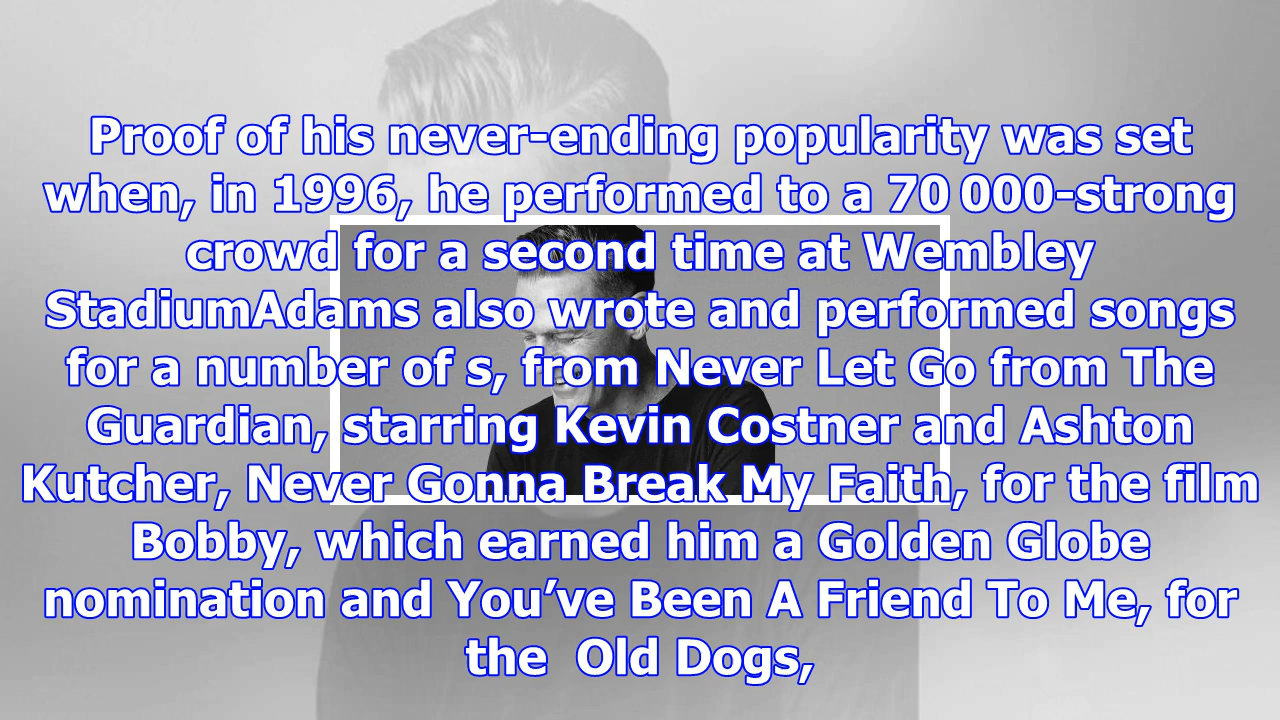 Proof of his never-ending popularity was set
when, in 1996, he performed to a 70 000-strong
crowd for a second time at Wembley
StadiumAdams also wrote and performed songs
for a number of s, from Never Let Go from The
Guardian, starring Kevin Costner and Ashton
Kutcher, Never Gonna Break My Faith, for the film
Bobby, which earned him a Golden Globe
nomination and You’ve Been A Friend To Me, for
the  Old Dogs,